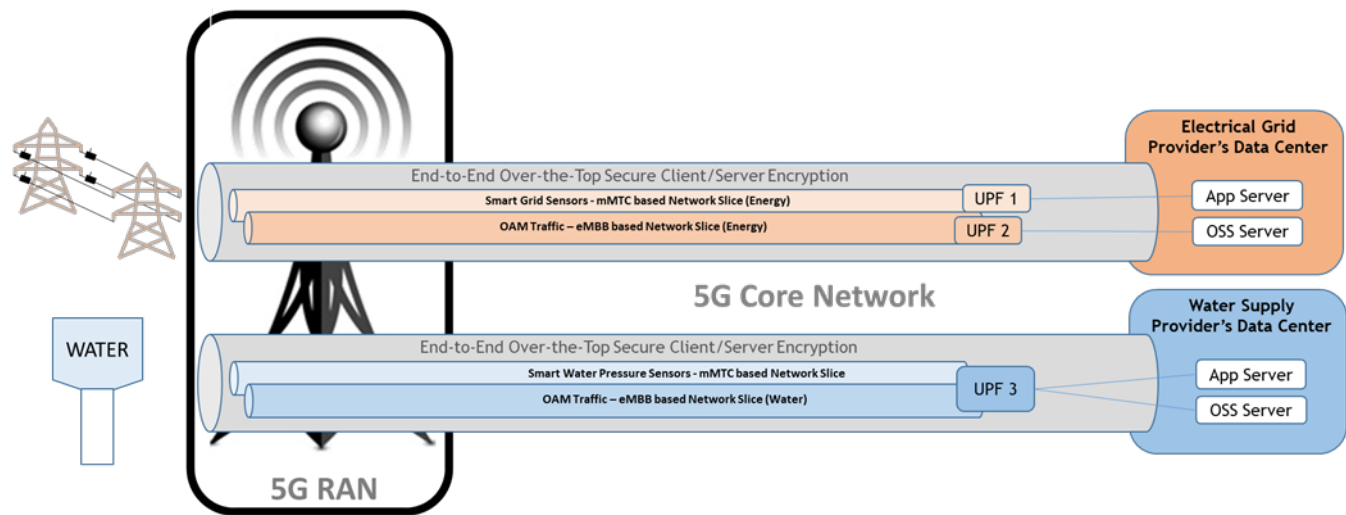 Electrical Grid
Provider's Data Center
End-to-End Over-the-Top Secure Client/Server Encryption
Smart Grid Sensors - mMTC based Network Slice (Energy)
UPF 1
App Server
OAM Traffic – eMBB based Network Slice (Energy)
UPF 2
OSS Server
5G Core Network
Water Supply
Provider's Data Center
WATER
End-to-End Over-the-Top Secure Client/Server Encryption
Smart Water Pressure Sensors - mMTC based Network Slice
UPF 3
App Server
OAM Traffic – eMBB based Network Slice (Water)
OSS Server
5G RAN